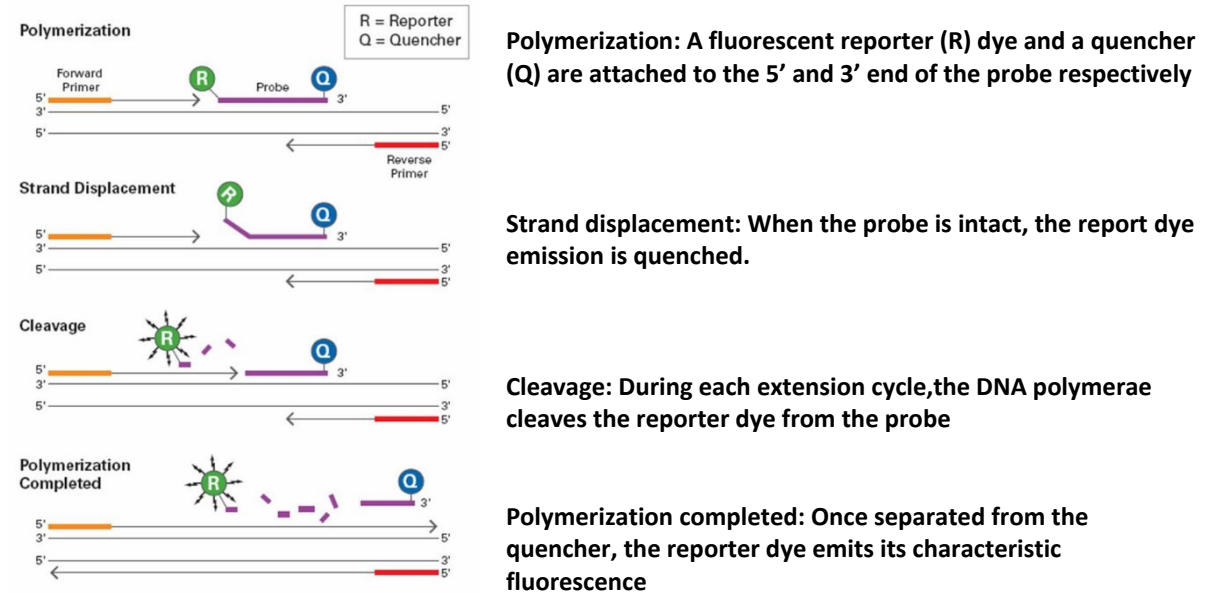 Polymerization
R = Reporter
Q = Quencher
Forward
Primer
R
Probe
Q
5'
3'
3'
5'
5'
3'
5'
Reverse
Primer
Polymerization: A fluorescent reporter (R) dye and a quencher
(Q) are attached to the 5’ and 3’ end of the probe respectively
Strand Displacement
R
Q
5'
3'
3'
5'
5'
3'
5'
Strand displacement: When the probe is intact, the report dye
emission is quenched.
Cleavage
R
Q
5'
3'
3'
5'
5'
3'
5'
Cleavage: During each extension cycle,the DNA polymerae
cleaves the reporter dye from the probe
Polymerization
Completed
R
Q
3'
5'
3'
5'
5'
3'
5'
Polymerization completed: Once separated from the
quencher, the reporter dye emits its characteristic
fluorescence